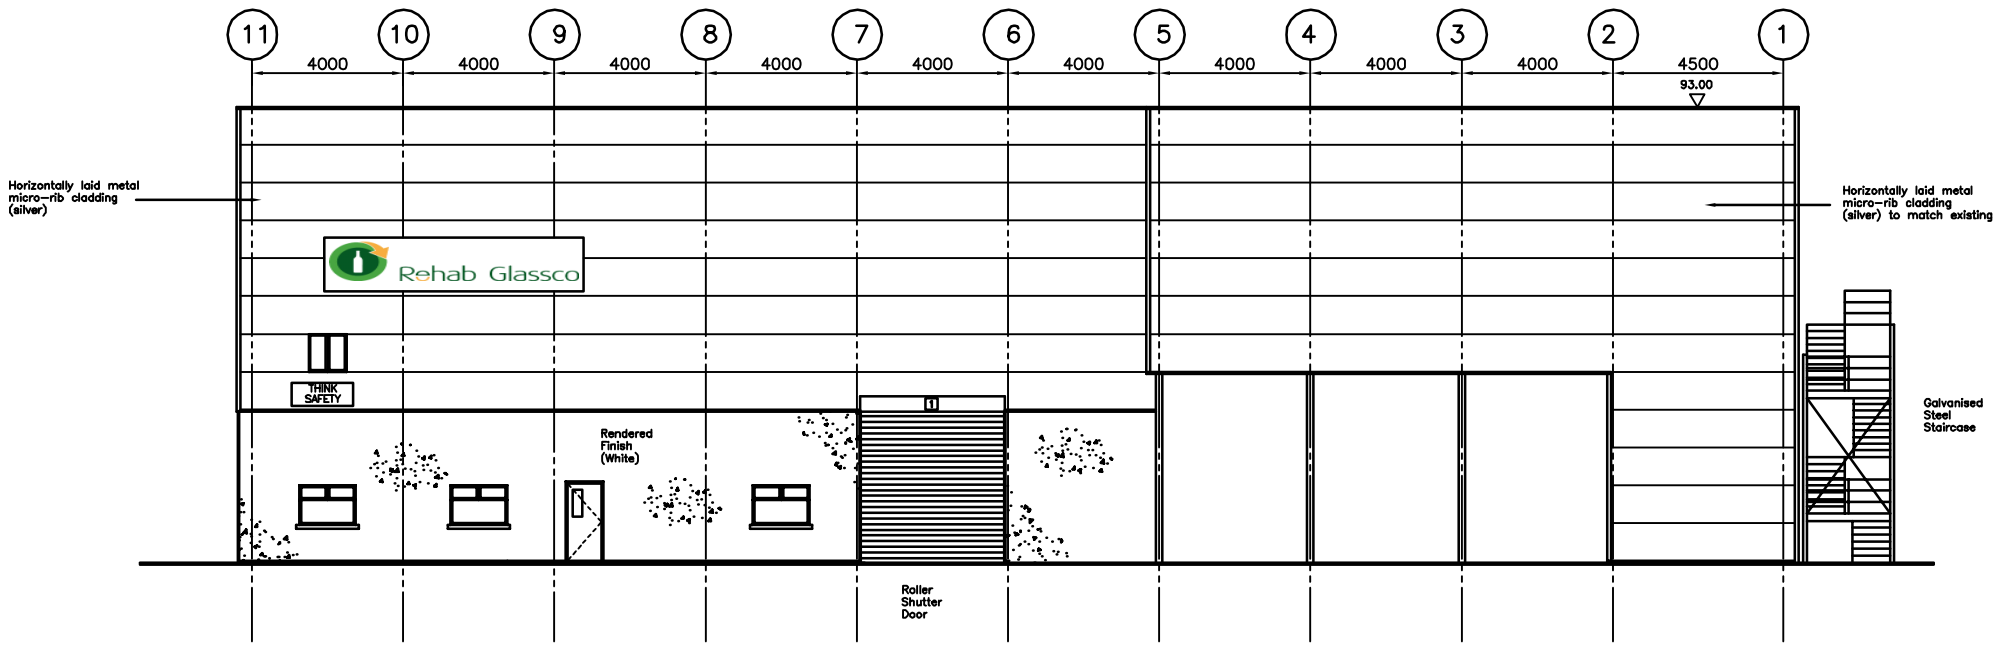 11 10 9 8 7 6 5 4 3 2 1
4000 4000 4000 4000 4000 4000 4000 4000 4000 4500
93.00
Horizontally laid metal
micro-rib cladding
(silver)
Horizontally laid metal
micro-rib cladding
(silver) to match existing
Rehab Glassco
THINK
SAFETY
1
Rendered
Finish
(White)
Galvanised
Steel
Staircase
Roller
Shutter
Door